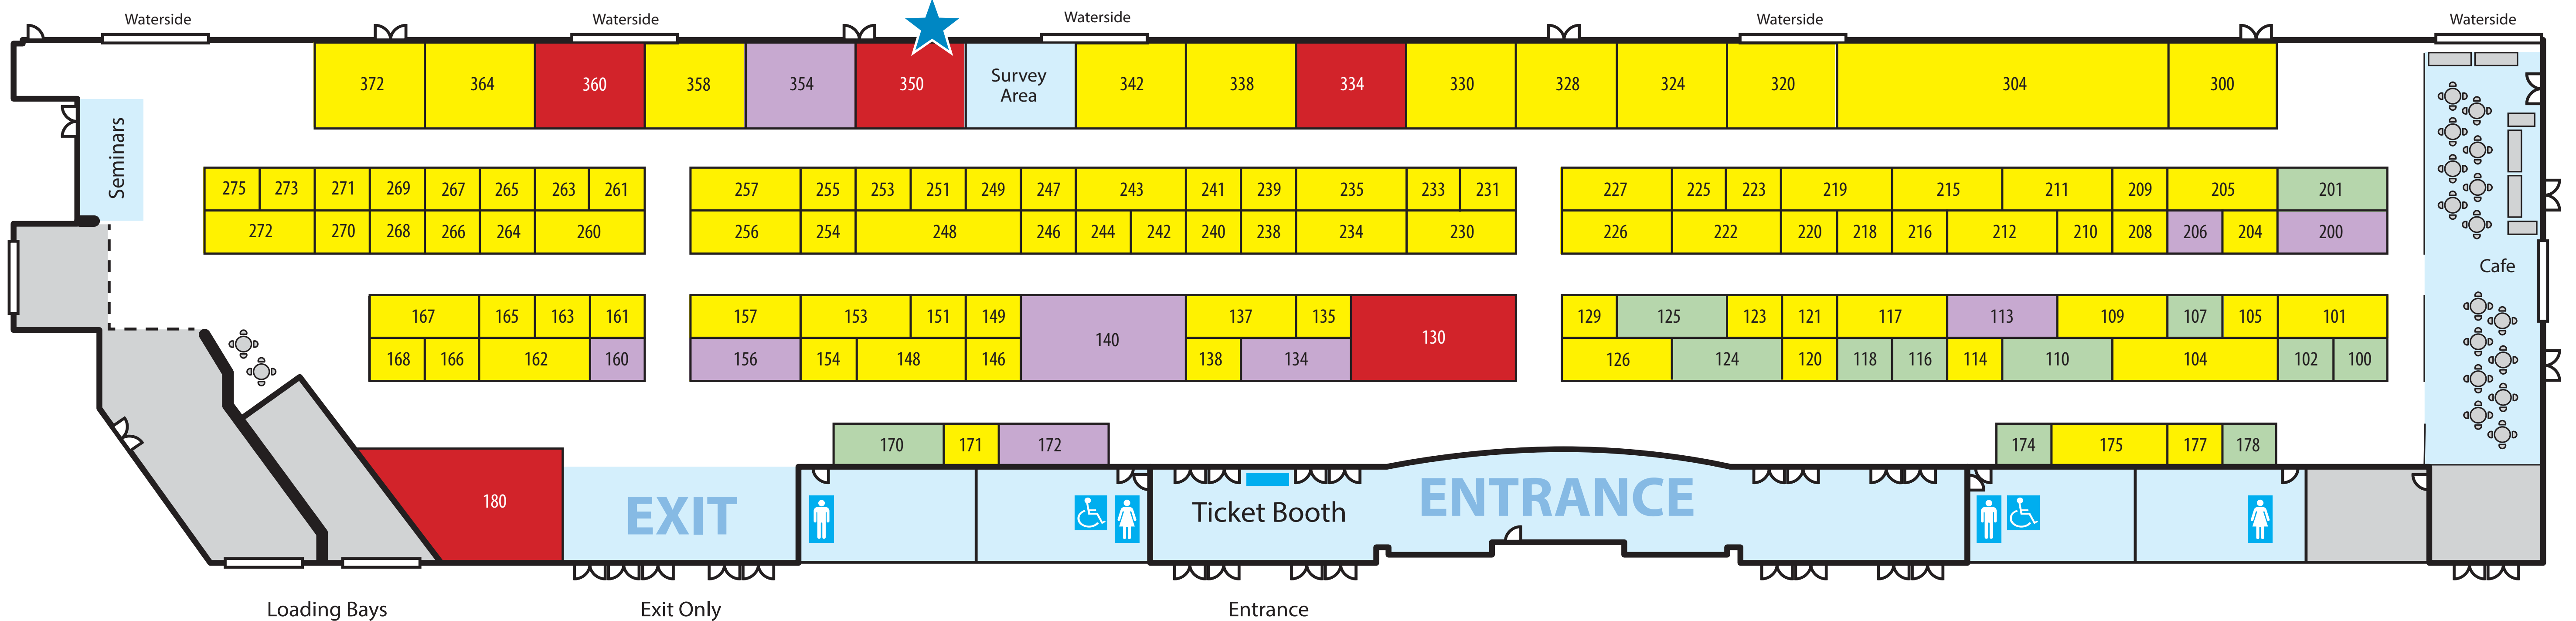 Waterside Waterside Waterside Waterside Waterside
372 364 360 358 354 350 Survey Area 342 338 334 330 328 324 320 304 300
Seminars
275 273 271 269 267 265 263 261 257 255 253 251 249 247 243 241 239 235 233 231 227 225 223 219 215 211 209 205 201
272 270 268 266 264 260 256 254 248 246 244 242 240 238 234 230 226 222 220 218 216 212 210 208 206 204 200
Cafe
167 165 163 161 157 153 151 149 140 137 135 130 129 125 123 121 117 113 109 107 105 101
168 166 162 160 156 154 148 146 138 134 126 124 120 118 116 114 110 104 102 100
170 171 172 174 175 177 178
180 EXIT Ticket Booth ENTRANCE
Loading Bays Exit Only Entrance